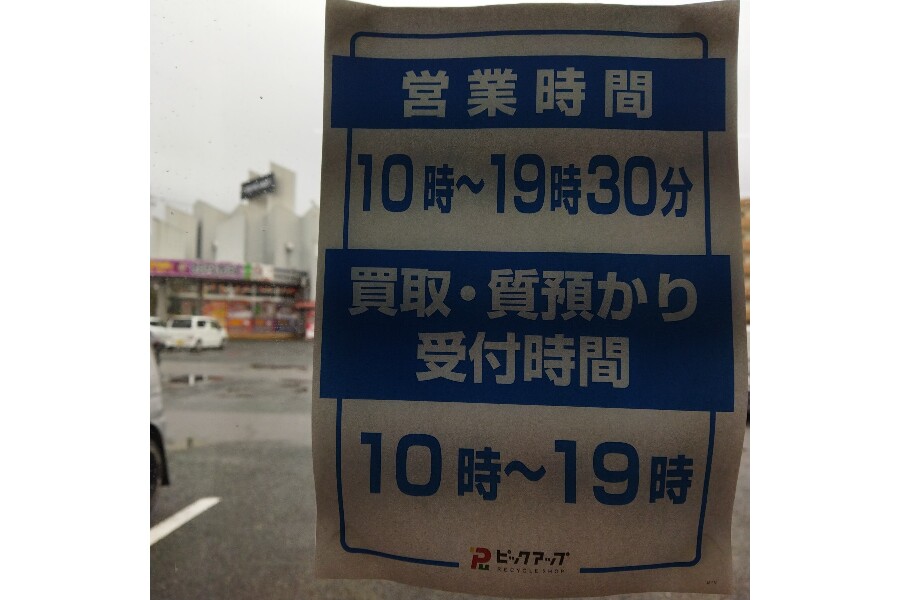 営業時間
10時～19時30分
買取・質預かり
受付時間
10時～19時
ピックアップ
RECYCLE SHOP